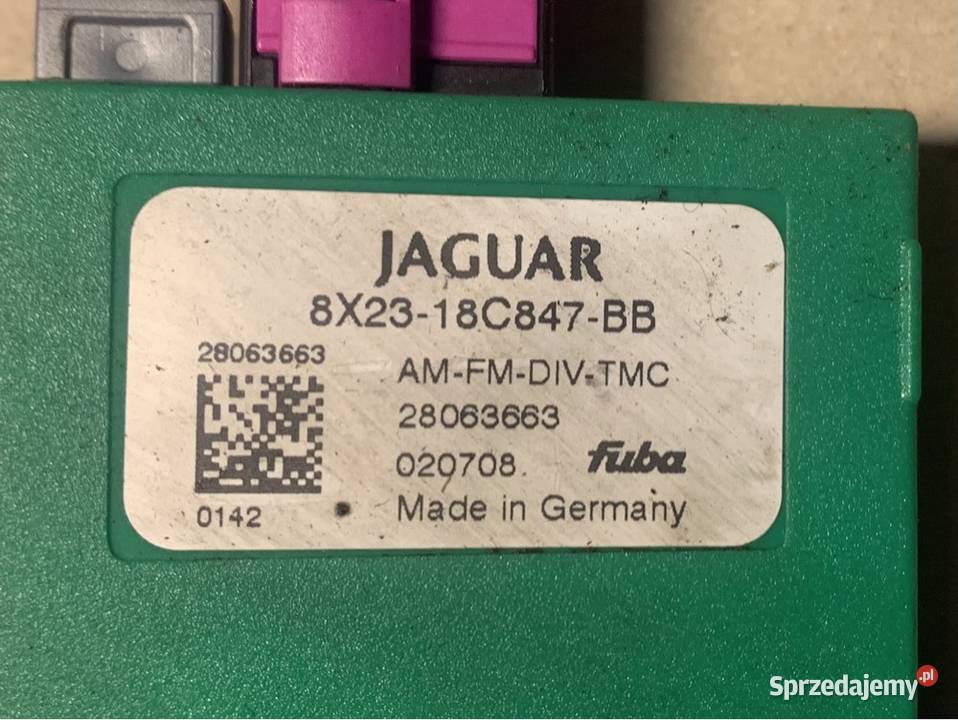 JAGUAR
8X23-18C847-BB
28063663
AM-FM-DIV-TMC
28063663
020708
fuba
0142
Made in Germany
Sprzedajemy.pl